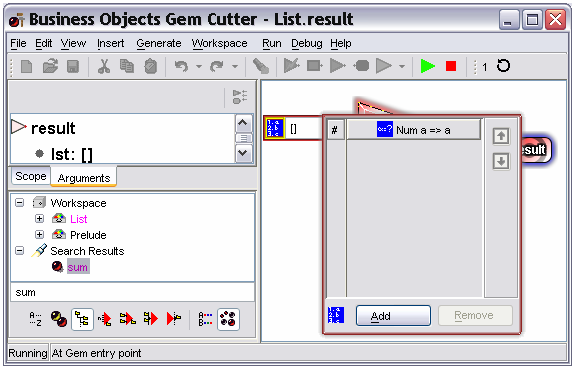 Business Objects Gem Cutter - List.result
File Edit View Insert Generate Workspace Run Debug Help
1
result
lst: []
Scope Arguments
Workspace
List
Prelude
Search Results
sum
sum
A... ...Z
Running At Gem entry point
[]
# Num a => a
esult
Add Remove